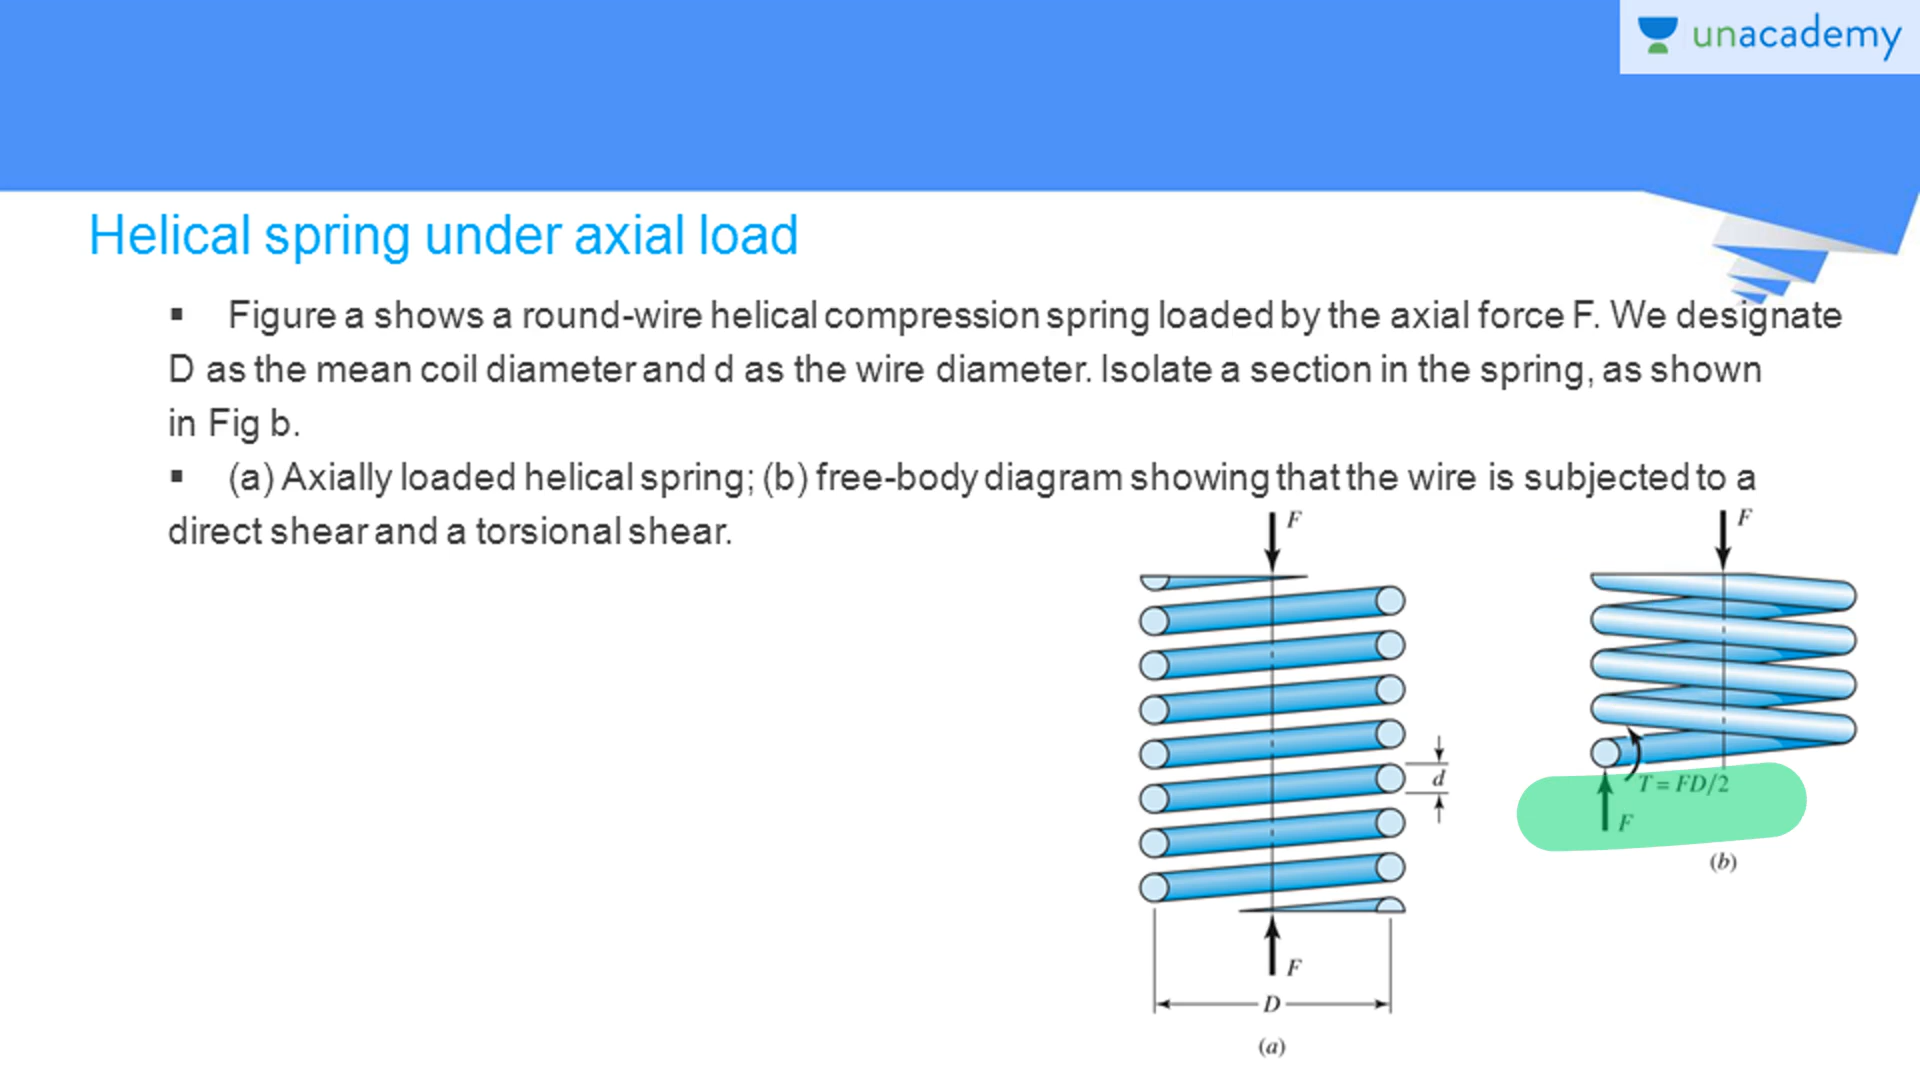 unacademy
Helical spring under axial load
▪ Figure a shows a round-wire helical compression spring loaded by the axial force F. We designate
D as the mean coil diameter and d as the wire diameter. Isolate a section in the spring, as shown
in Fig b.
▪ (a) Axially loaded helical spring; (b) free-body diagram showing that the wire is subjected to a
direct shear and a torsional shear.
F
F
d
T = FD/2
F
(b)
F
D
(a)